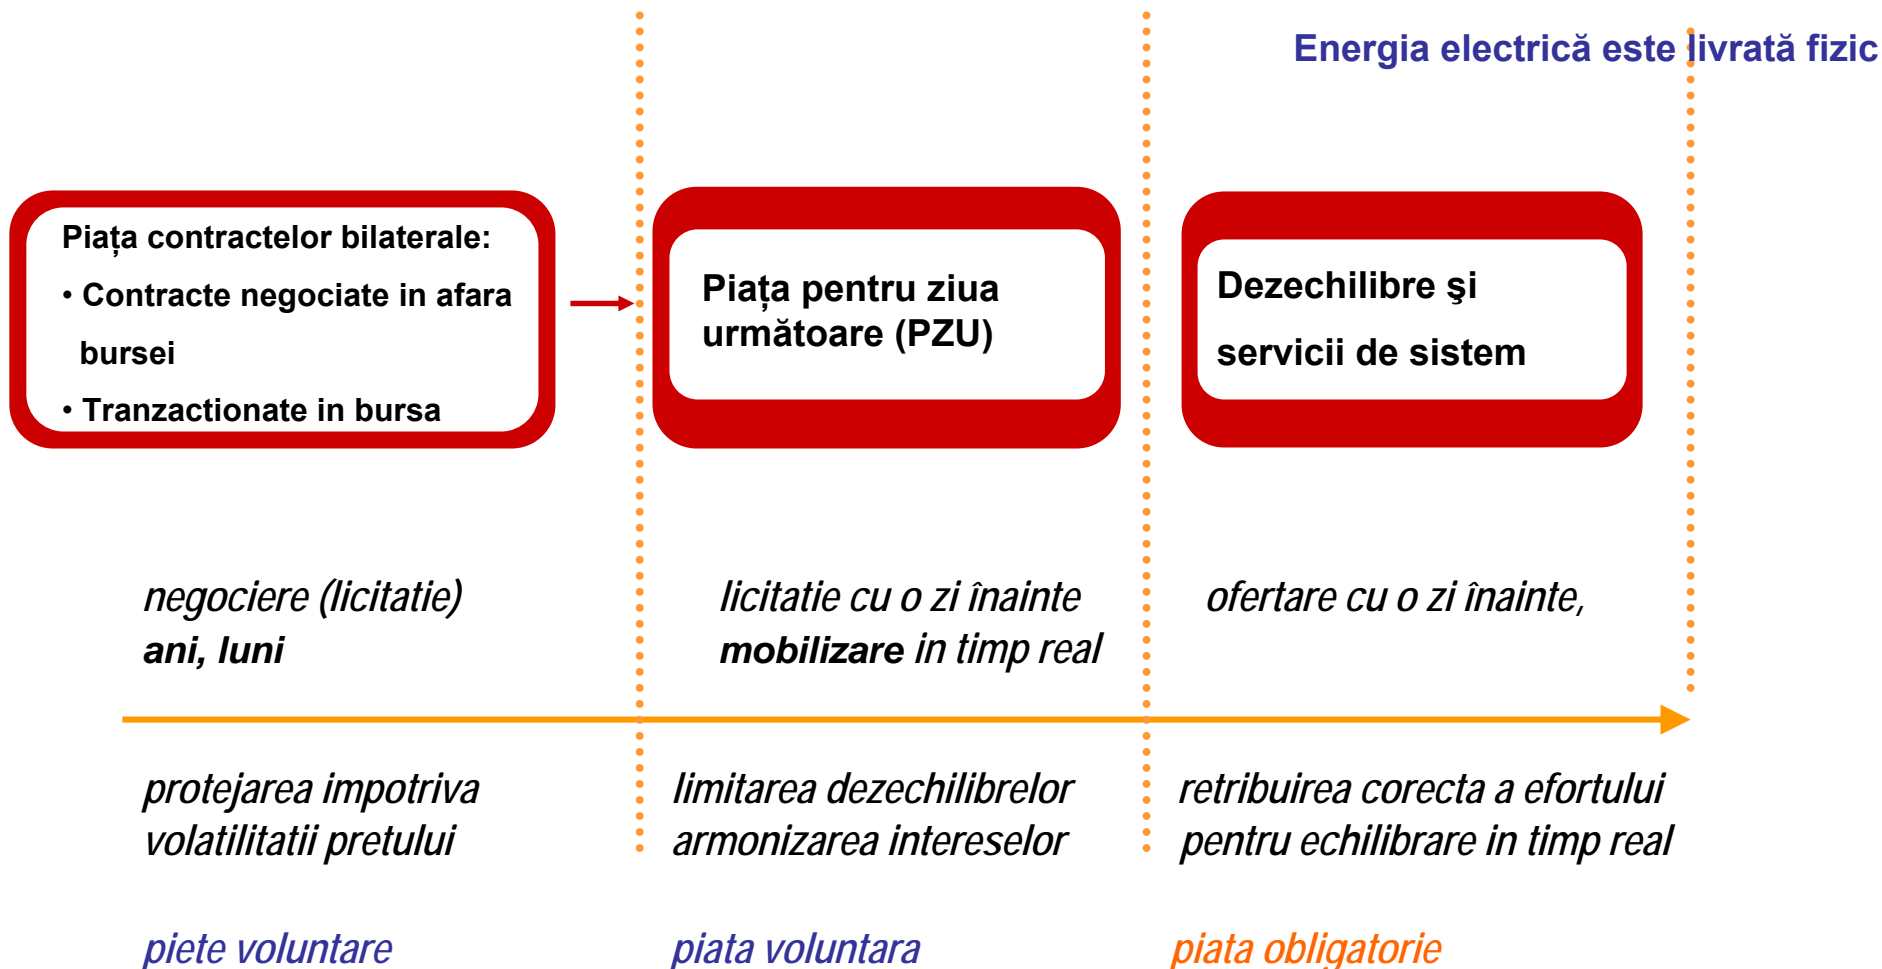 Energia electrică este livrată fizic
Piața contractelor bilaterale:
• Contracte negociate in afara
bursei
• Tranzactionate in bursa
Piața pentru ziua
următoare (PZU)
Dezechilibre şi
servicii de sistem
negociere (licitatie)
ani, luni
licitatie cu o zi înainte
mobilizare in timp real
ofertare cu o zi înainte,
protejarea impotriva
volatilitatii pretului
limitarea dezechilibrelor
armonizarea intereselor
retribuirea corecta a efortului
pentru echilibrare in timp real
piete voluntare
piata voluntara
piata obligatorie